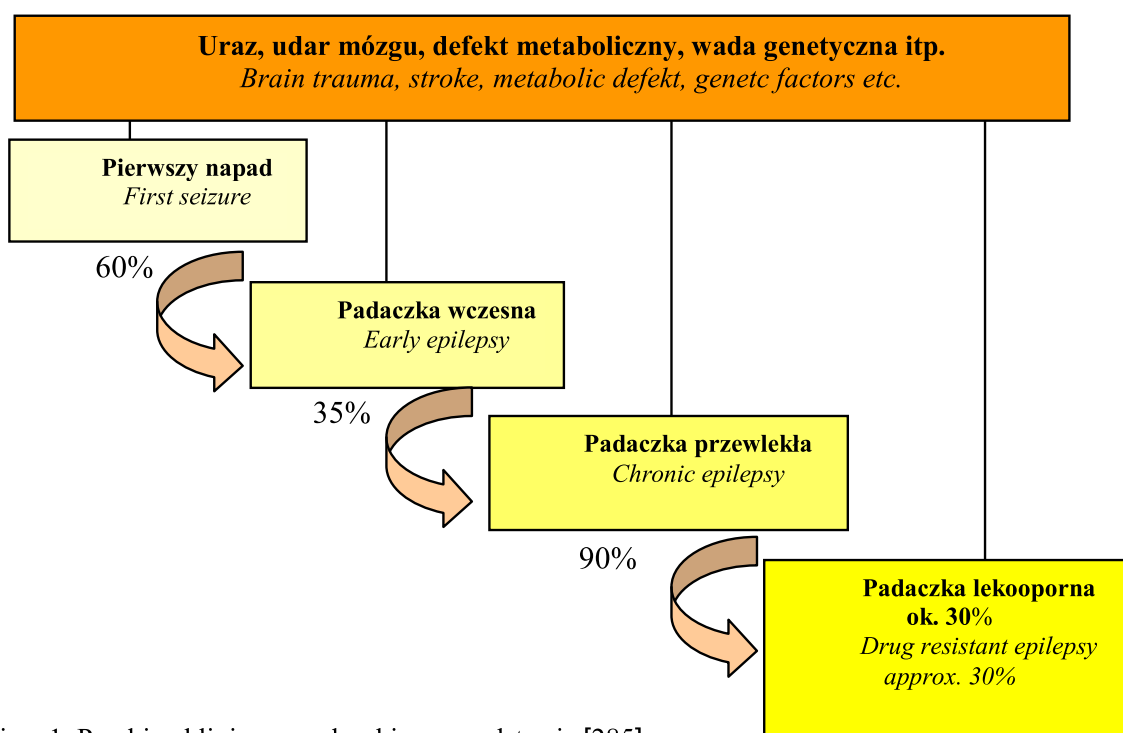 Uraz, udar mózgu, defekt metaboliczny, wada genetyczna itp.
Brain trauma, stroke, metabolic defekt, genetc factors etc.
Pierwszy napad
First seizure
60%
Padaczka wczesna
Early epilepsy
35%
Padaczka przewlekła
Chronic epilepsy
90%
Padaczka lekooporna
ok. 30%
Drug resistant epilepsy
approx. 30%
[285]